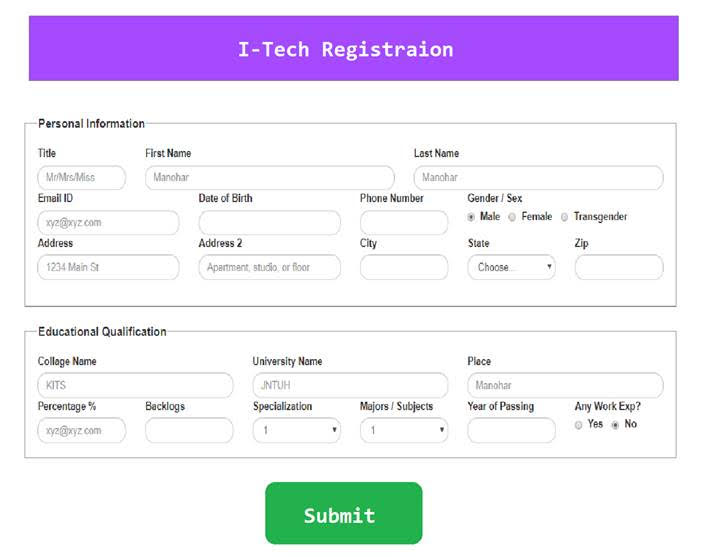 I-Tech Registraion
Personal Information
Title First Name Last Name
Mr/Mrs/Miss Manohar Manohar
Email ID Date of Birth Phone Number Gender / Sex
xyz@xyz.com Male Female Transgender
Address Address 2 City State Zip
1234 Main St Apartment, studio, or floor Choose...
Educational Qualification
Collage Name University Name Place
KITS JNTUH Manohar
Percentage % Backlogs Specialization Majors / Subjects Year of Passing Any Work Exp?
xyz@xyz.com 1 1 Yes No
Submit